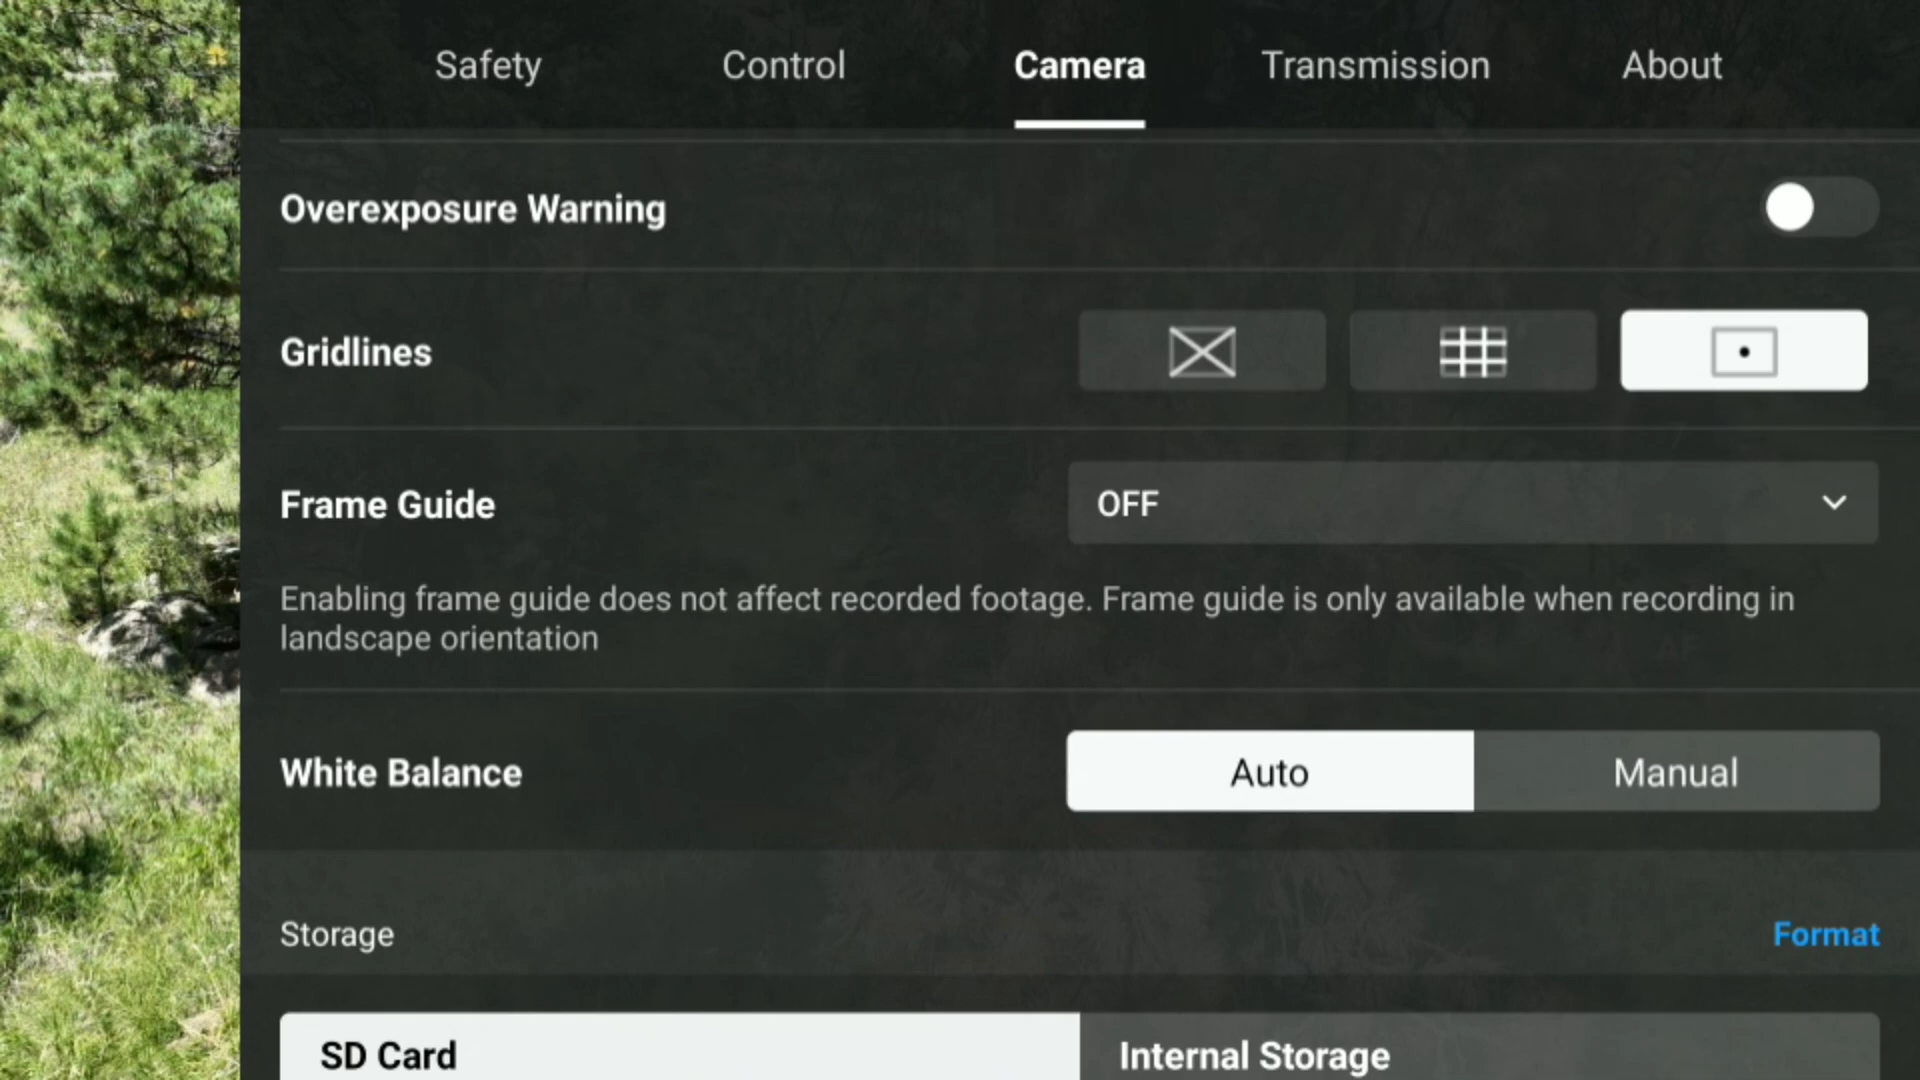 Safety Control Camera Transmission About
Overexposure Warning
Gridlines
Frame Guide OFF
Enabling frame guide does not affect recorded footage. Frame guide is only available when recording in
landscape orientation
White Balance Auto Manual
Storage Format
SD Card Internal Storage